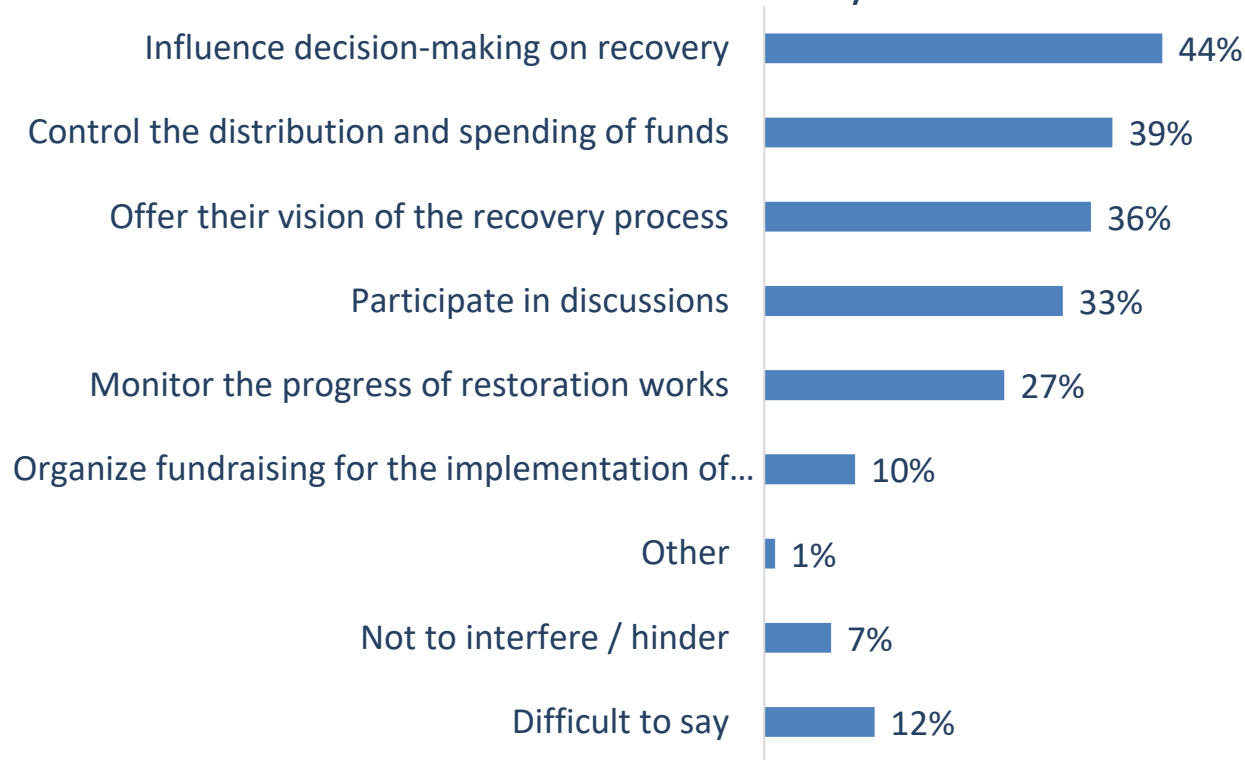 Influence decision-making on recovery 44%
Control the distribution and spending of funds 39%
Offer their vision of the recovery process 36%
Participate in discussions 33%
Monitor the progress of restoration works 27%
Organize fundraising for the implementation of… 10%
Other 1%
Not to interfere / hinder 7%
Difficult to say 12%